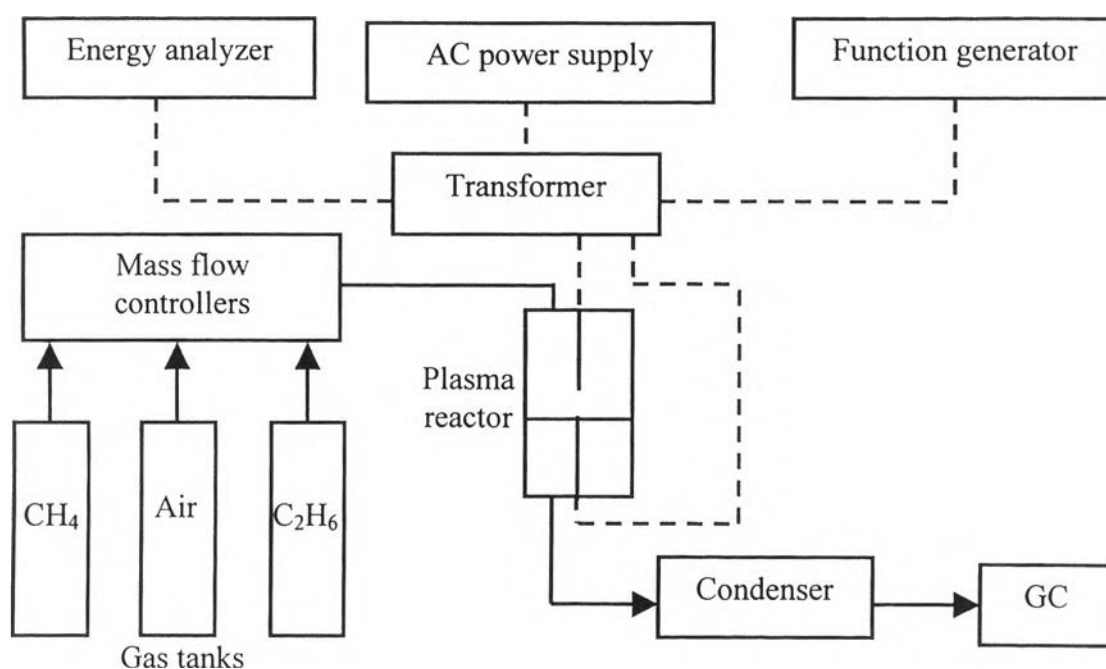 Energy analyzer
AC power supply
Function generator
Transformer
Mass flow
controllers
Plasma
reactor
CH₄
Air
C₂H₆
Gas tanks
Condenser
GC